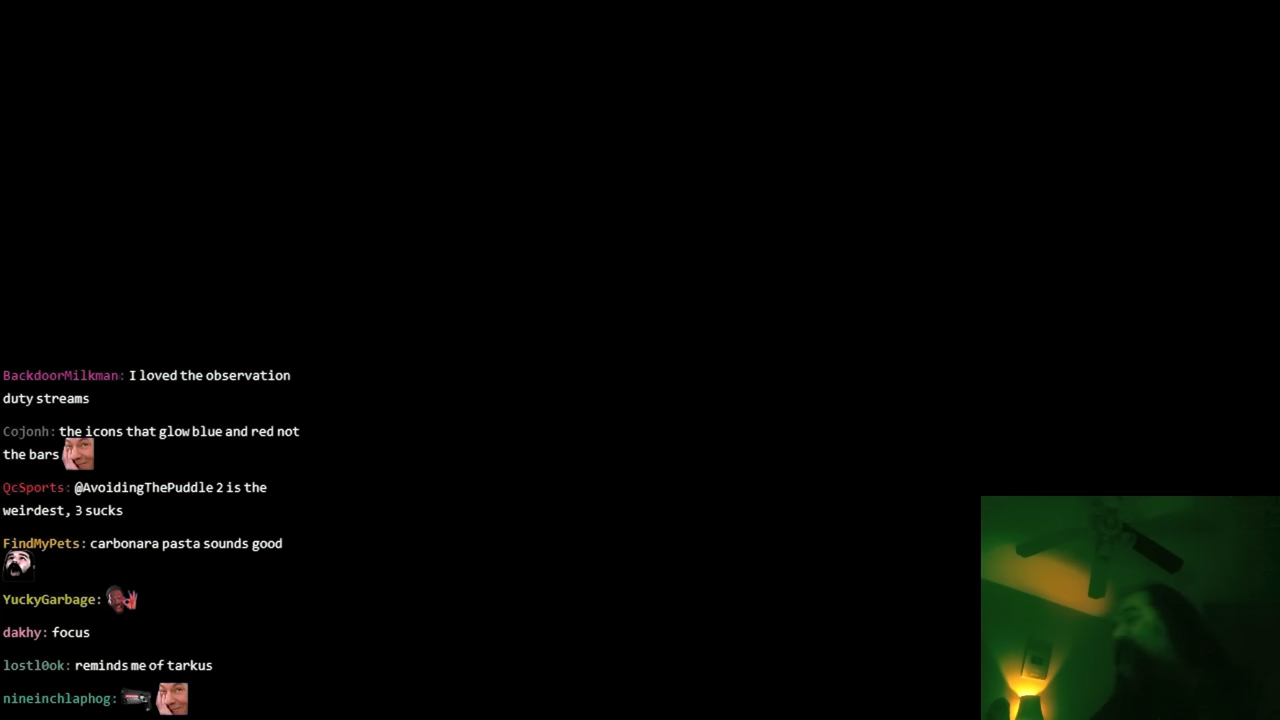 BackdoorMilkman: I loved the observation
duty streams
Cojonh: the icons that glow blue and red not
the bars
QcSports: @AvoidingThePuddle 2 is the
weirdest, 3 sucks
FindMyPets: carbonara pasta sounds good
YuckyGarbage:
dakhy: focus
lostl0ok: reminds me of tarkus
nineinchlaphog: